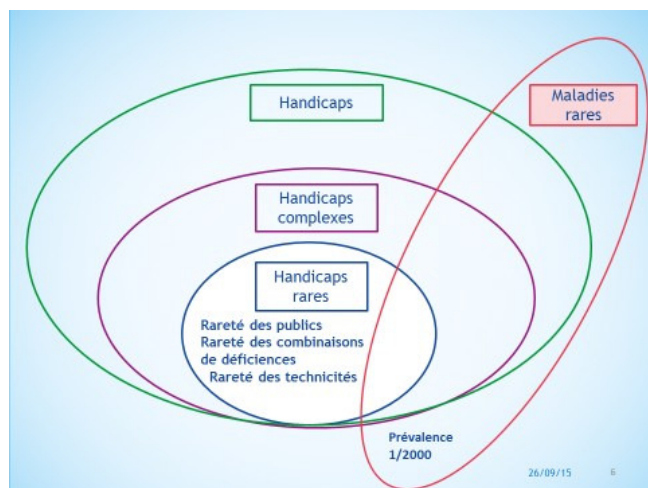 Handicaps
Maladies
rares
Handicaps
complexes
Handicaps
rares
Rareté des publics
Rareté des combinaisons
de déficiences
Rareté des technicités
Prévalence
1/2000
26/09/15
6